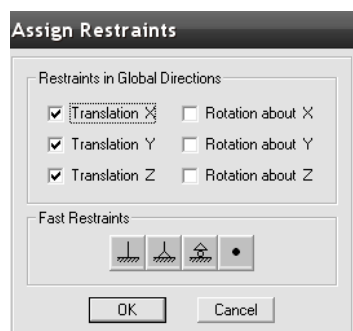 Assign Restraints
Restraints in Global Directions
Translation X Rotation about X
Translation Y Rotation about Y
Translation Z Rotation about Z
Fast Restraints
OK Cancel